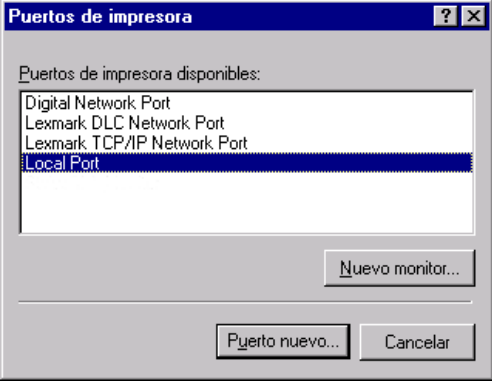 Puertos de impresora
Puertos de impresora disponibles:
Digital Network Port
Lexmark DLC Network Port
Lexmark TCP/IP Network Port
Local Port
Nuevo monitor...
Puerto nuevo...
Cancelar